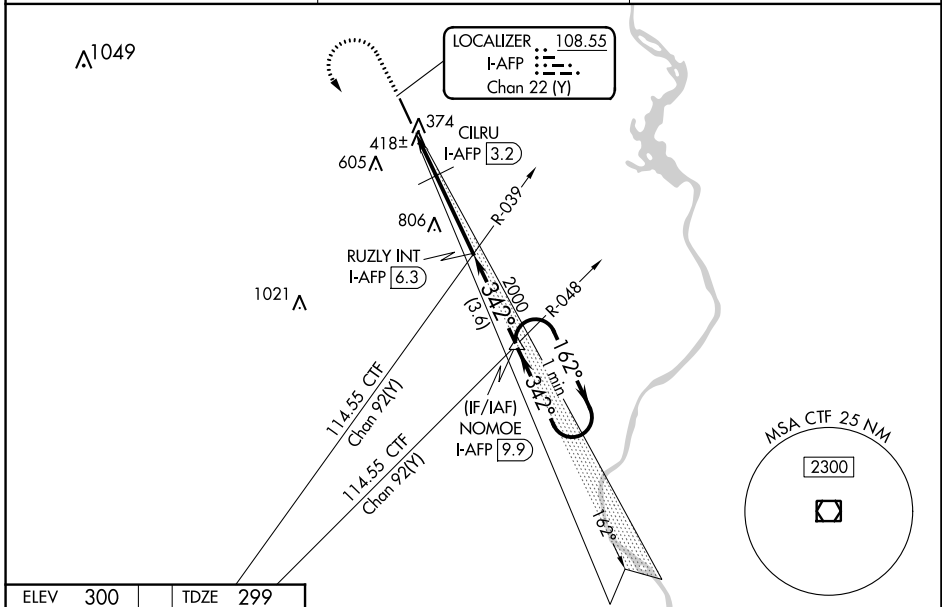 1049
LOCALIZER 108.55
I-AFP
Chan 22 (Y)
374
418±
CILRU
I-AFP 3.2
605
R-039
806
RUZLY INT
I-AFP 6.3
1021
2000
342°
(3.6)
R-048
162°
1 min
342°
(IF/IAF)
NOMOE
I-AFP 9.9
114.55 CTF
Chan 92(Y)
114.55 CTF
Chan 92(Y)
162°
MSA CTF 25 NM
2300
ELEV 300 TDZE 299